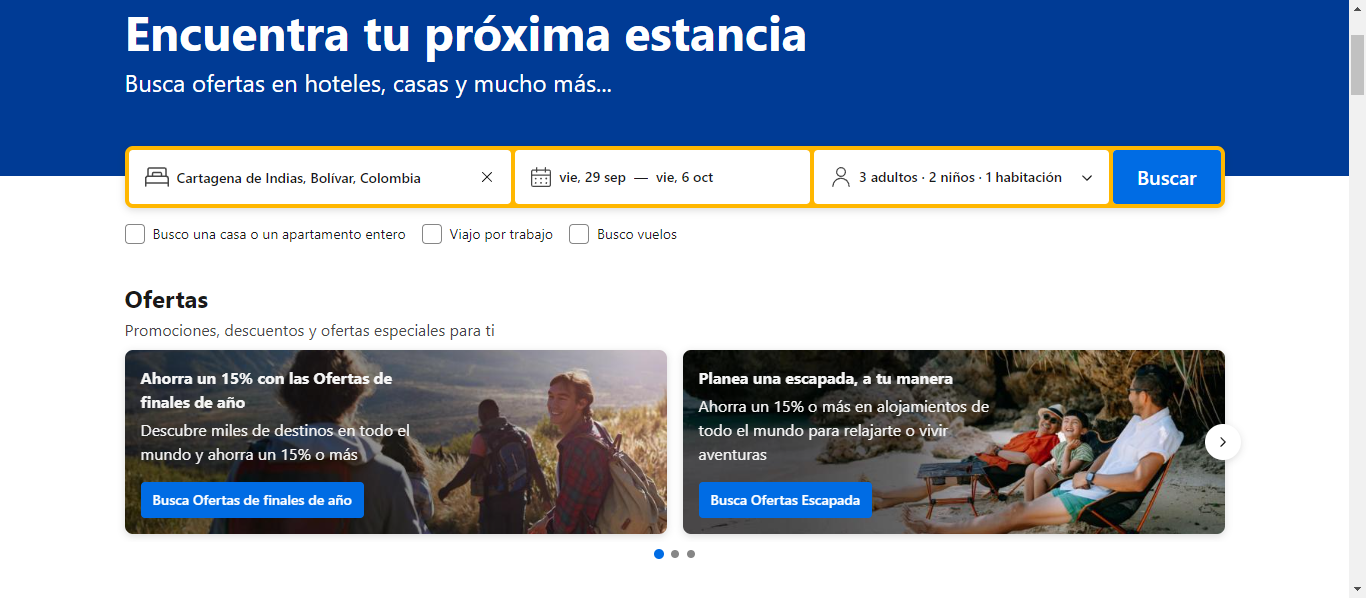 Encuentra tu próxima estancia
Busca ofertas en hoteles, casas y mucho más...
Cartagena de Indias, Bolívar, Colombia
vie, 29 sep — vie, 6 oct
3 adultos · 2 niños · 1 habitación
Buscar
Busco una casa o un apartamento entero
Viajo por trabajo
Busco vuelos
Ofertas
Promociones, descuentos y ofertas especiales para ti
Ahorra un 15% con las Ofertas de
finales de año
Descubre miles de destinos en todo el
mundo y ahorra un 15% o más
Busca Ofertas de finales de año
Planea una escapada, a tu manera
Ahorra un 15% o más en alojamientos de
todo el mundo para relajarte o vivir
aventuras
Busca Ofertas Escapada